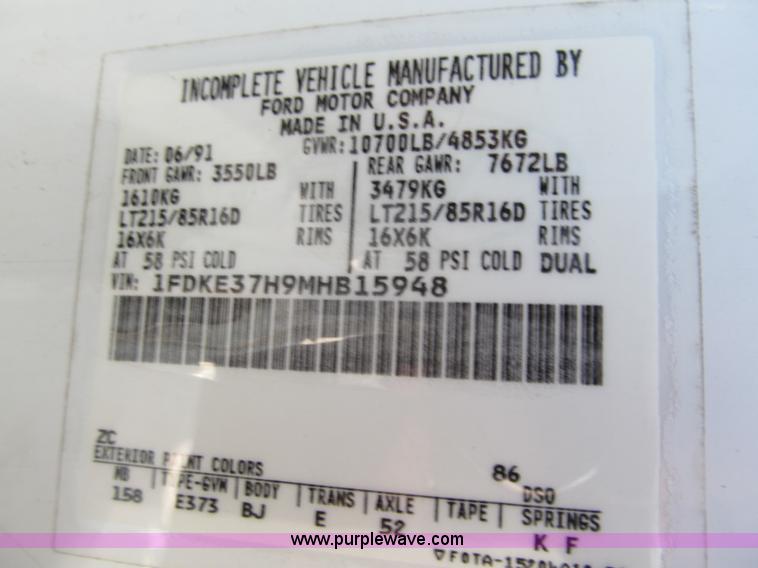 INCOMPLETE VEHICLE MANUFACTURED BY
FORD MOTOR COMPANY
MADE IN U.S.A.
DATE: 06/91 GVWR: 10700LB/4853KG
FRONT GAWR: 3550LB REAR GAWR: 7672LB
1610KG WITH 3479KG WITH
LT215/85R16D TIRES LT215/85R16D TIRES
16X6K RIMS 16X6K RIMS
AT 58 PSI COLD AT 58 PSI COLD DUAL
VIN: 1FDKE37H9MHB15948
ZC
EXTERIOR PAINT COLORS 86 DSO
WB TYPE-GVW BODY TRANS AXLE TAPE SPRINGS
158 E373 BJ E 52 K F
www.purplewave.com